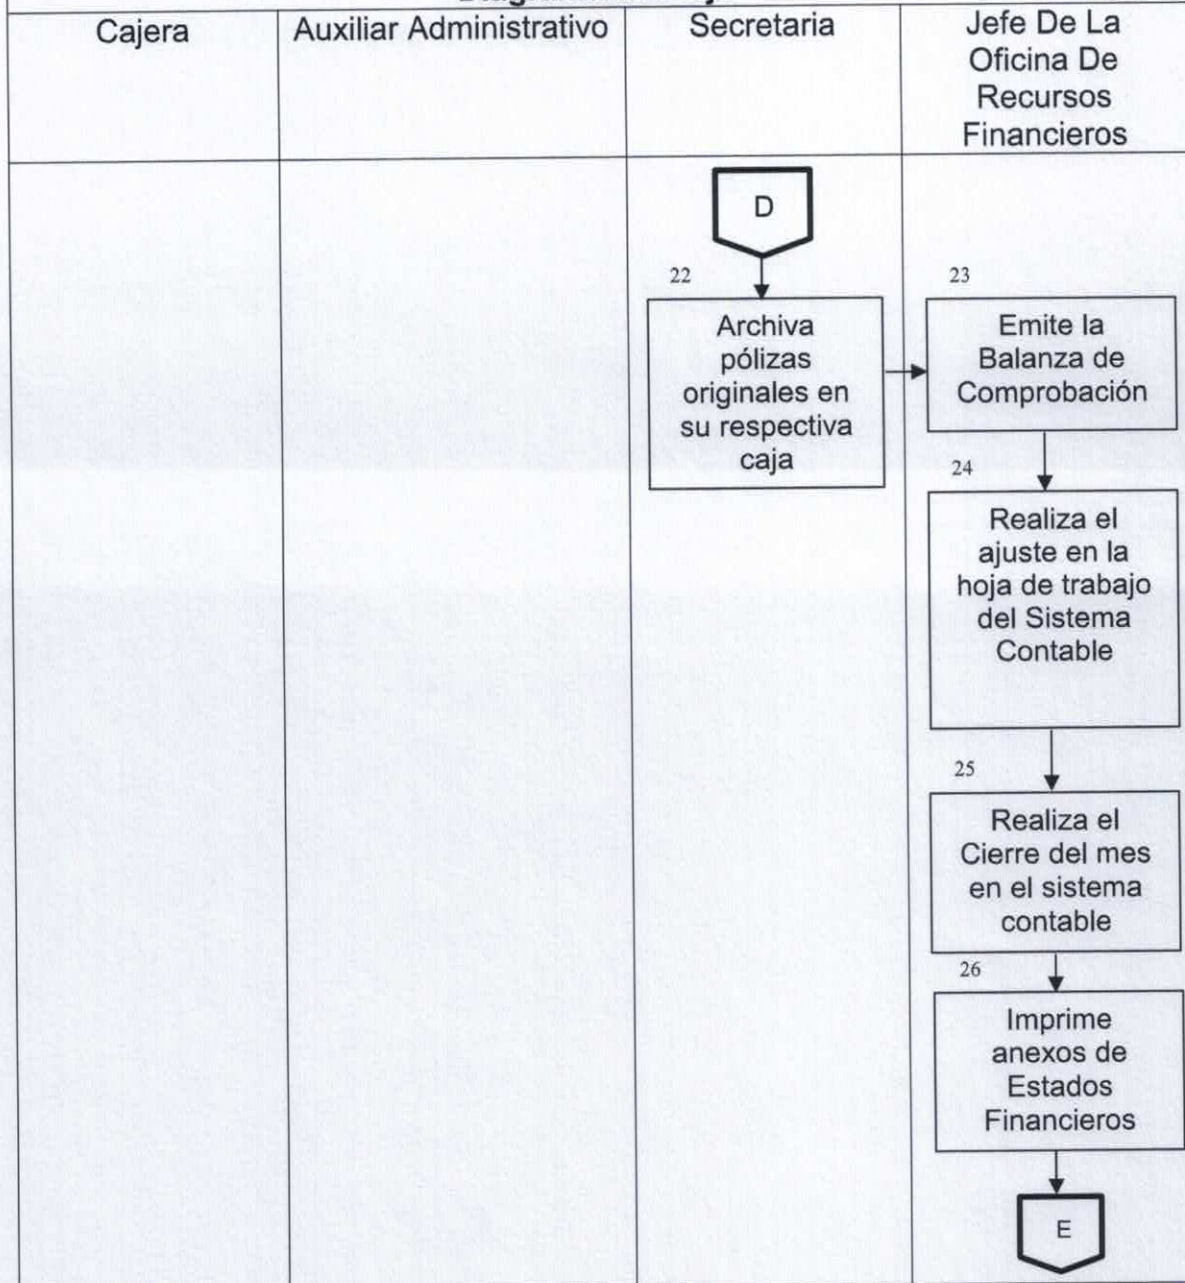 Cajera
Auxiliar Administrativo
Secretaria
Jefe De La
Oficina De
Recursos
Financieros
D
22
Archiva
pólizas
originales en
su respectiva
caja
23
Emite la
Balanza de
Comprobación
24
Realiza el
ajuste en la
hoja de trabajo
del Sistema
Contable
25
Realiza el
Cierre del mes
en el sistema
contable
26
Imprime
anexos de
Estados
Financieros
E